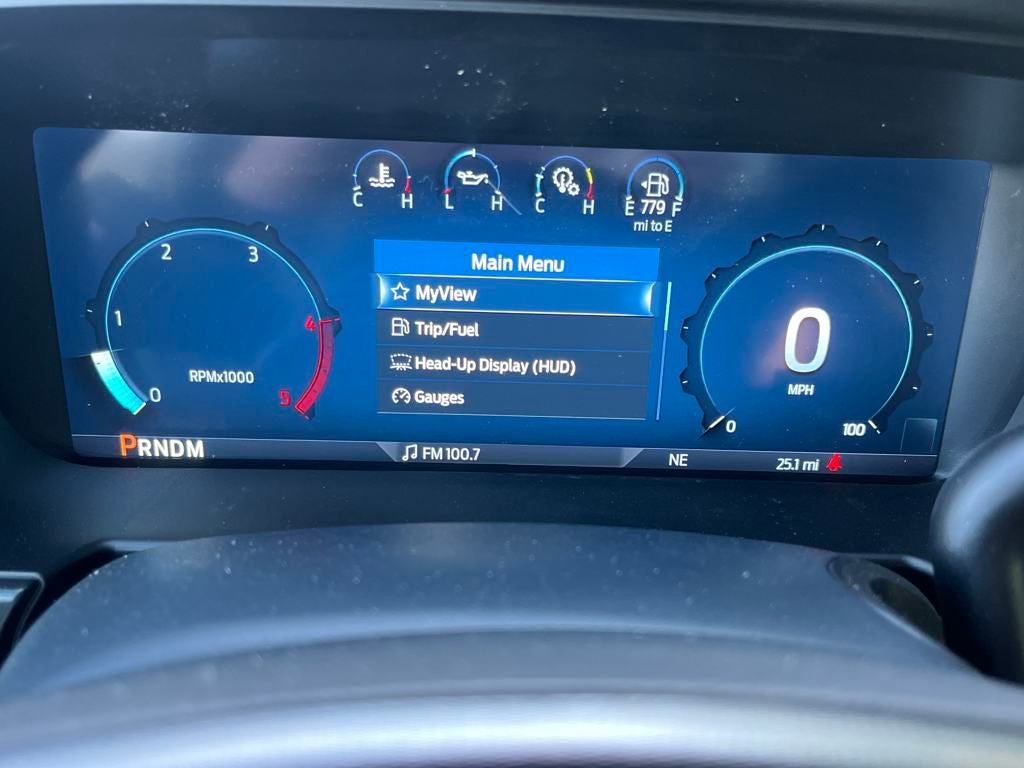 C H
L H
C H
E 779 F
mi to E
0 1 2 3 4 5
RPMx1000
Main Menu
MyView
Trip/Fuel
Head-Up Display (HUD)
Gauges
0
MPH
0 100
PRNDM
FM 100.7
NE
25.1 mi